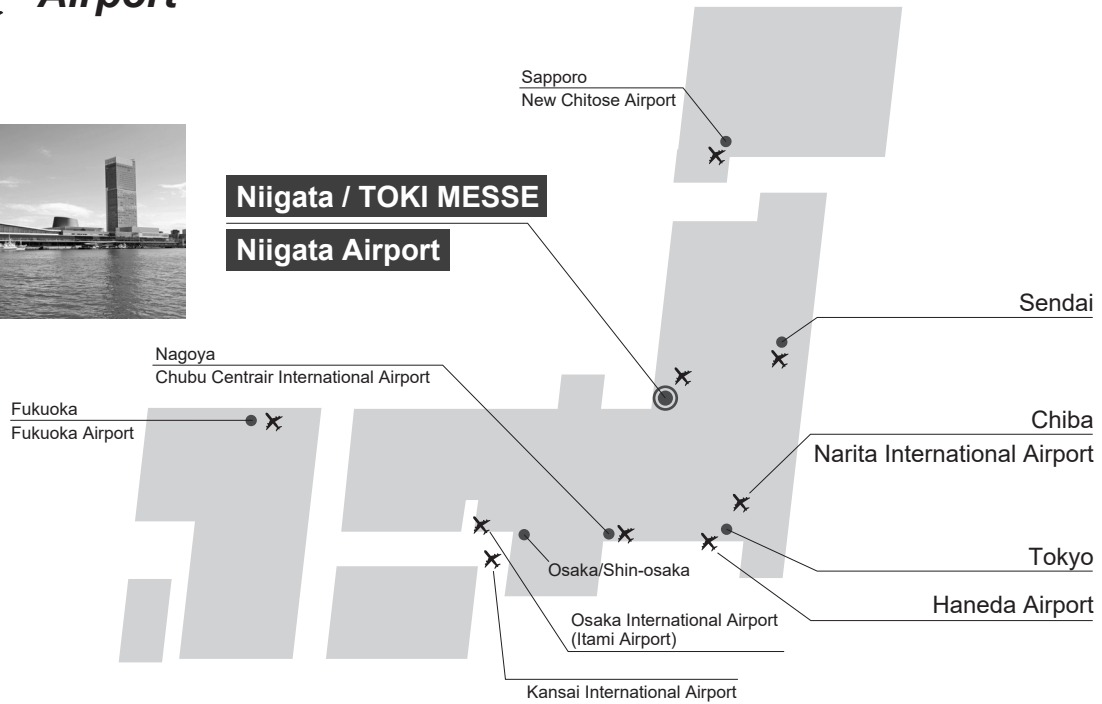 Airport
Sapporo
New Chitose Airport
Niigata / TOKI MESSE
Niigata Airport
Sendai
Nagoya
Chubu Centrair International Airport
Fukuoka
Fukuoka Airport
Chiba
Narita International Airport
Osaka/Shin-osaka
Tokyo
Haneda Airport
Osaka International Airport
(Itami Airport)
Kansai International Airport